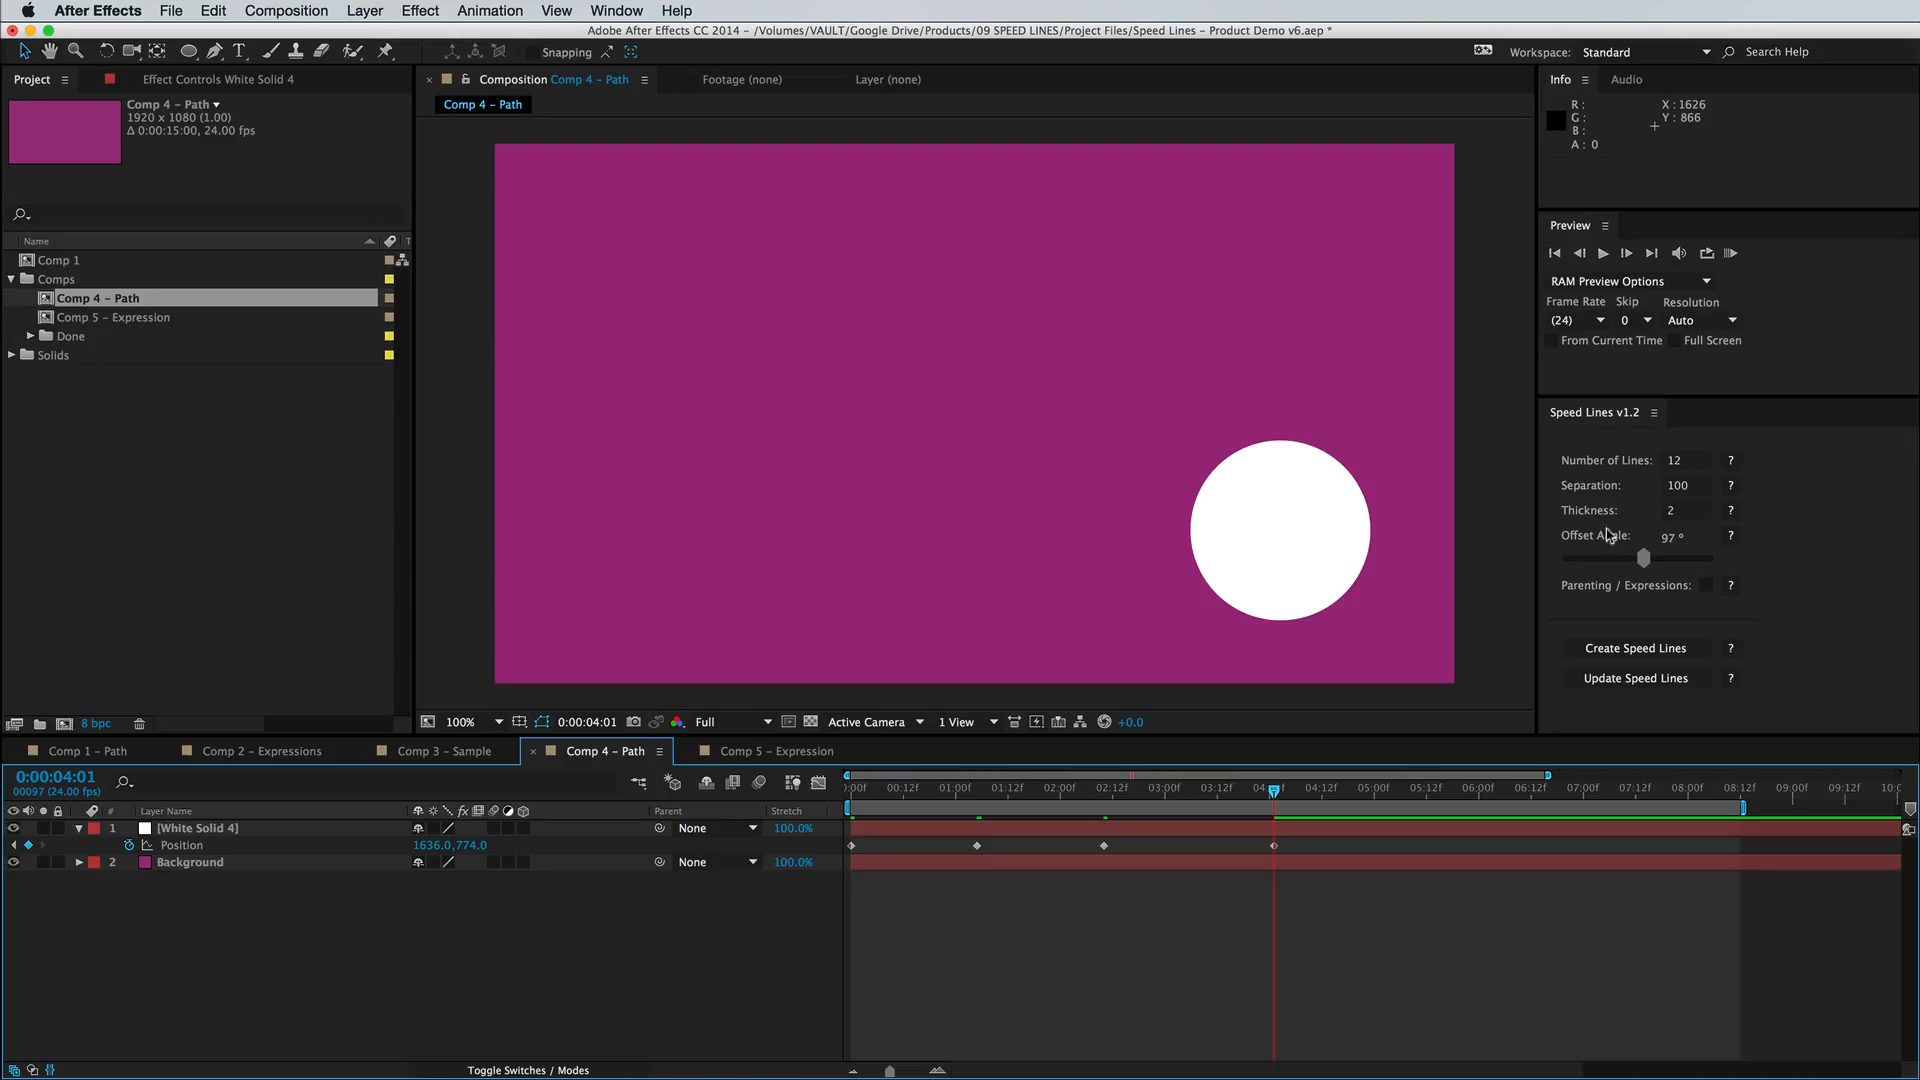 After Effects File Edit Composition Layer Effect Animation View Window Help
Adobe After Effects CC 2014 - /Volumes/VAULT/Google Drive/Products/09 SPEED LINES/Project Files/Speed Lines - Product Demo v6.aep *
Snapping
Workspace: Standard Search Help
Project Effect Controls White Solid 4
Composition Comp 4 - Path Footage (none) Layer (none)
Info Audio
Comp 4 - Path
1920 x 1080 (1.00)
Δ 0:00:15:00, 24.00 fps
Comp 4 - Path
R: X: 1626
G: Y: 866
B:
A: 0
Preview
Name T
Comp 1
Comps
Comp 4 - Path
Comp 5 - Expression
Done
Solids
RAM Preview Options
Frame Rate Skip Resolution
(24) 0 Auto
From Current Time Full Screen
Speed Lines v1.2
Number of Lines: 12 ?
Separation: 100 ?
Thickness: 2 ?
Offset Angle: 97 º ?
Parenting / Expressions: ?
Create Speed Lines ?
Update Speed Lines ?
8 bpc
100% 0:00:04:01 Full Active Camera 1 View +0.0
Comp 1 - Path Comp 2 - Expressions Comp 3 - Sample Comp 4 - Path Comp 5 - Expression
0:00:04:01
00097 (24.00 fps)
:00f 00:12f 01:00f 01:12f 02:00f 02:12f 03:00f 03:12f 04:12f 05:00f 05:12f 06:00f 06:12f 07:00f 07:12f 08:00f 08:12f 09:00f 09:12f
# Layer Name fx Parent Stretch
1 [White Solid 4] None 100.0%
Position 1636.0,774.0
2 Background None 100.0%
Toggle Switches / Modes